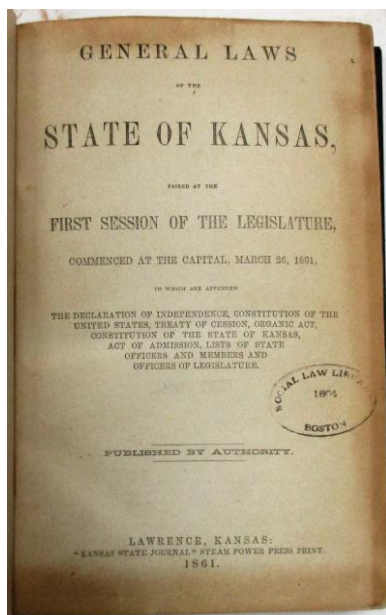 GENERAL LAWS
OF THE
STATE OF KANSAS,
PASSED AT THE
FIRST SESSION OF THE LEGISLATURE,
COMMENCED AT THE CAPITAL, MARCH 26, 1861,
TO WHICH ARE APPENDED
THE DECLARATION OF INDEPENDENCE, CONSTITUTION OF THE
UNITED STATES, TREATY OF CESSION, ORGANIC ACT,
CONSTITUTION OF THE STATE OF KANSAS,
ACT OF ADMISSION, LISTS OF STATE
OFFICERS AND MEMBERS AND
OFFICERS OF LEGISLATURE.
SOCIAL LAW LIBRARY
BOSTON
PUBLISHED BY AUTHORITY.
LAWRENCE, KANSAS:
"KANSAS STATE JOURNAL" STEAM POWER PRESS PRINT.
1861.